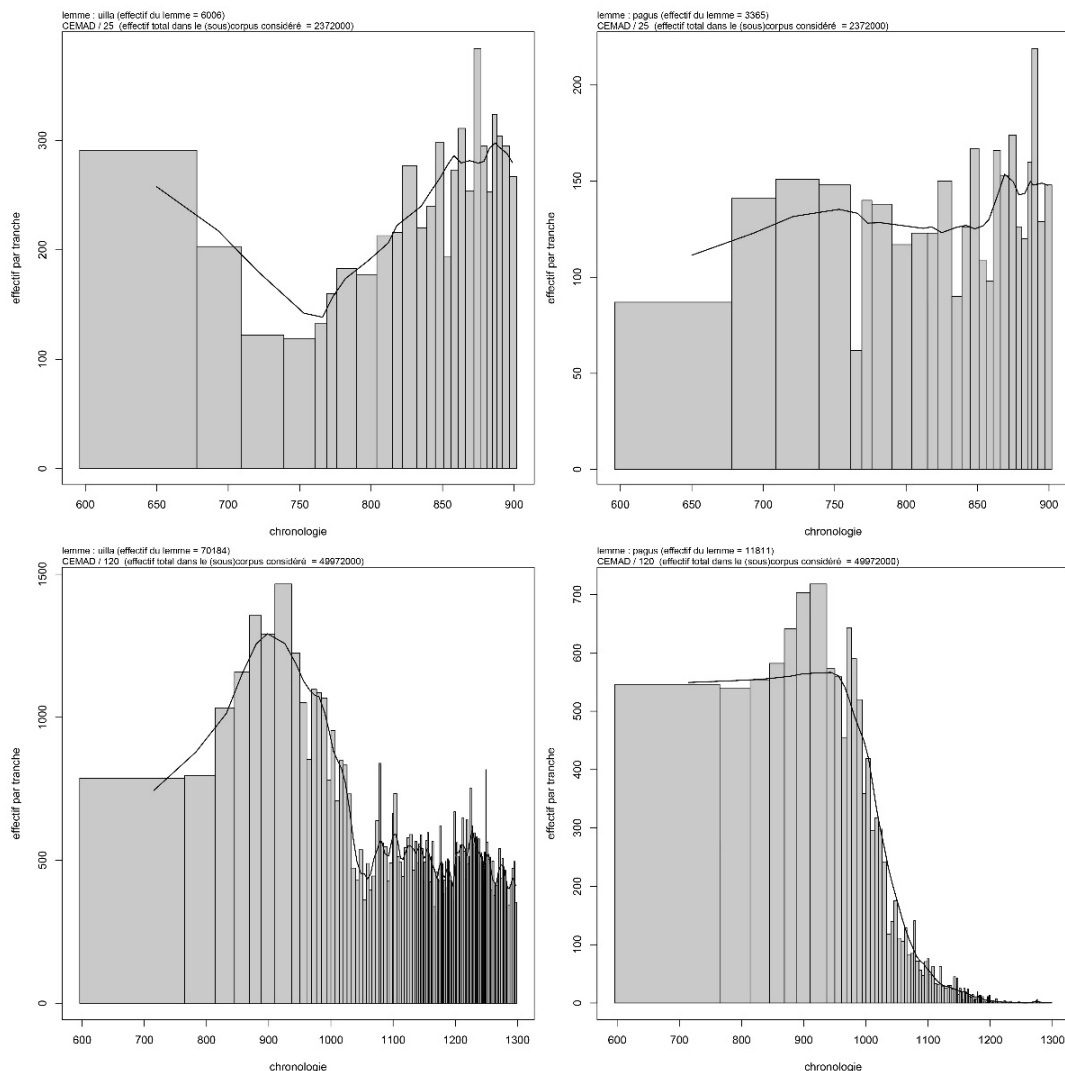 lemme : uilla (effectif du lemme = 6006)
CEMAD / 25 (effectif total dans le (sous)corpus considéré = 2372000)
300
200
100
0
effectif par tranche
600 650 700 750 800 850 900
chronologie
lemme : pagus (effectif du lemme = 3365)
CEMAD / 25 (effectif total dans le (sous)corpus considéré = 2372000)
200
150
100
50
0
effectif par tranche
600 650 700 750 800 850 900
chronologie
lemme : uilla (effectif du lemme = 70184)
CEMAD / 120 (effectif total dans le (sous)corpus considéré = 49972000)
1500
1000
500
0
effectif par tranche
600 700 800 900 1000 1100 1200 1300
chronologie
lemme : pagus (effectif du lemme = 11811)
CEMAD / 120 (effectif total dans le (sous)corpus considéré = 49972000)
700
600
500
400
300
200
100
0
effectif par tranche
600 700 800 900 1000 1100 1200 1300
chronologie